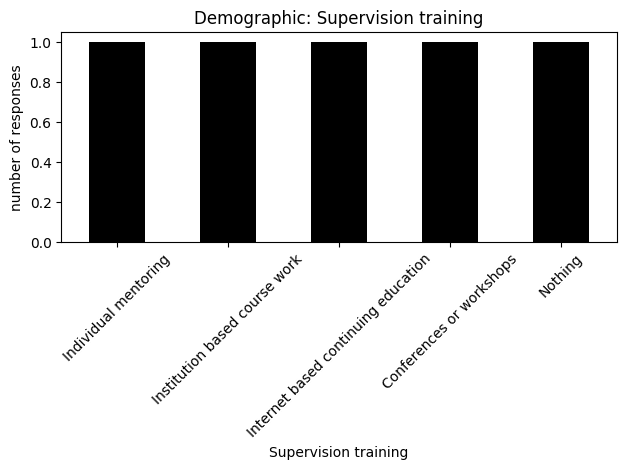 Demographic: Supervision training
number of responses
1.0
0.8
0.6
0.4
0.2
0.0
Individual mentoring
Institution based course work
Internet based continuing education
Conferences or workshops
Nothing
Supervision training